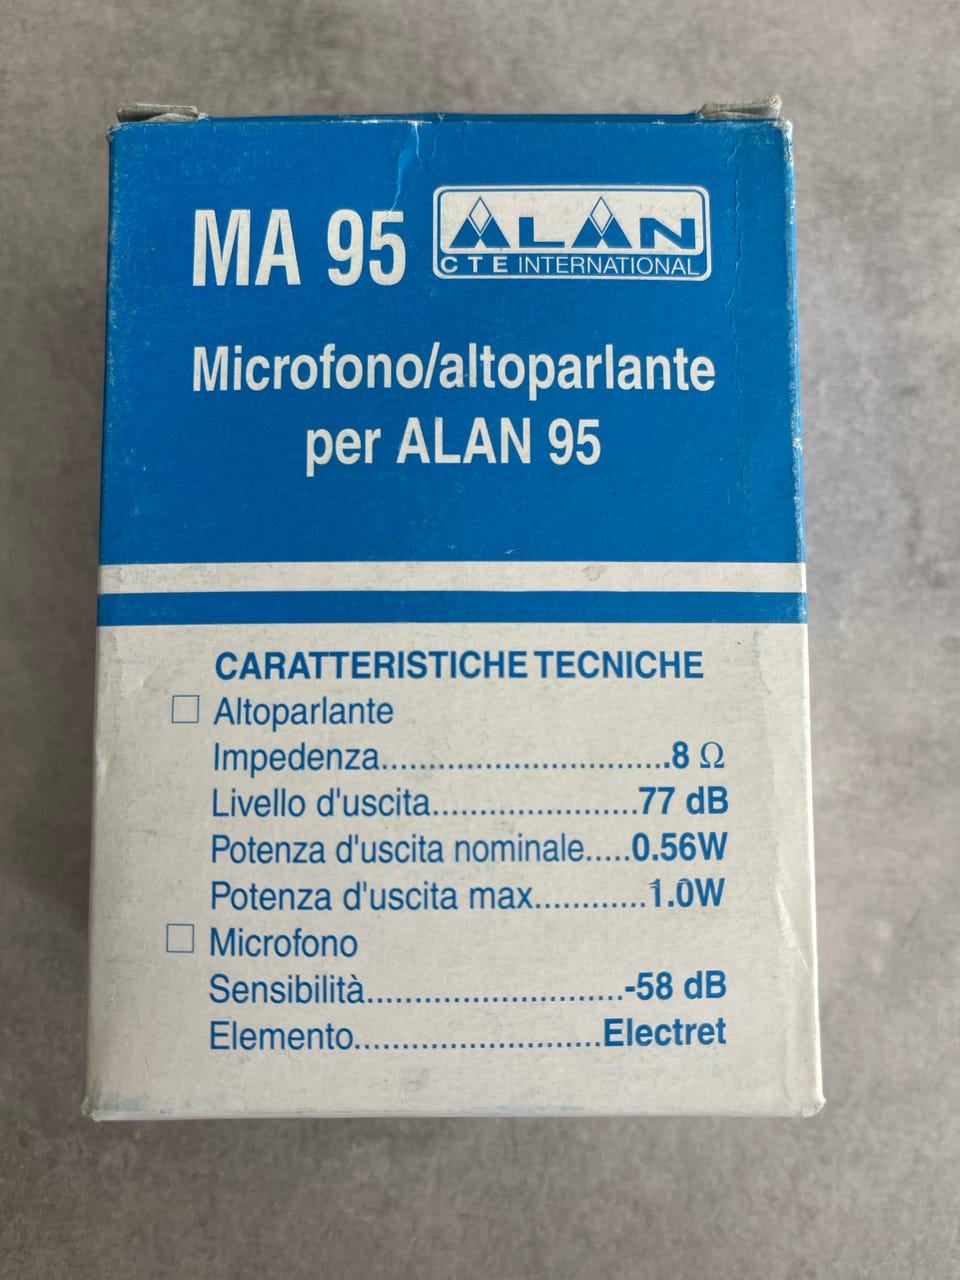 MA 95 ALAN
CTE INTERNATIONAL
Microfono/altoparlante
per ALAN 95
CARATTERISTICHE TECNICHE
Altoparlante
Impedenza..............................8 Ω
Livello d'uscita......................77 dB
Potenza d'uscita nominale.....0.56W
Potenza d'uscita max............1.0W
Microfono
Sensibilità............................-58 dB
Elemento..........................Electret